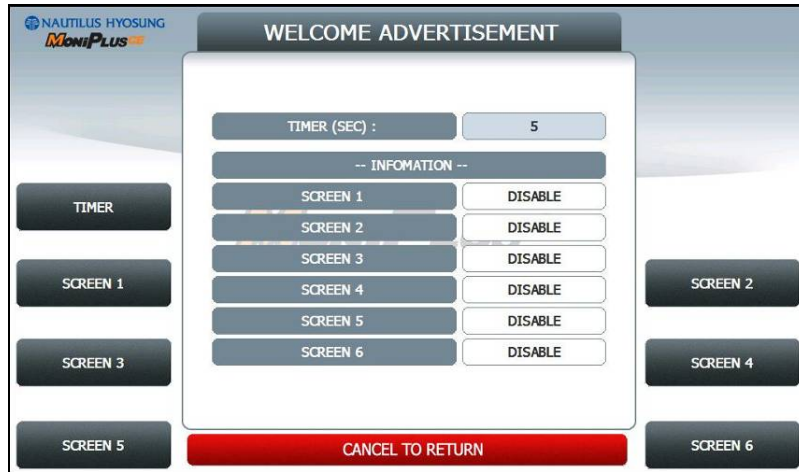 NAUTILUS HYOSUNG
MoniPlusCE
WELCOME ADVERTISEMENT
TIMER (SEC) : 5
-- INFOMATION --
SCREEN 1 DISABLE
SCREEN 2 DISABLE
SCREEN 3 DISABLE
SCREEN 4 DISABLE
SCREEN 5 DISABLE
SCREEN 6 DISABLE
TIMER
SCREEN 1
SCREEN 2
SCREEN 3
SCREEN 4
SCREEN 5
CANCEL TO RETURN
SCREEN 6